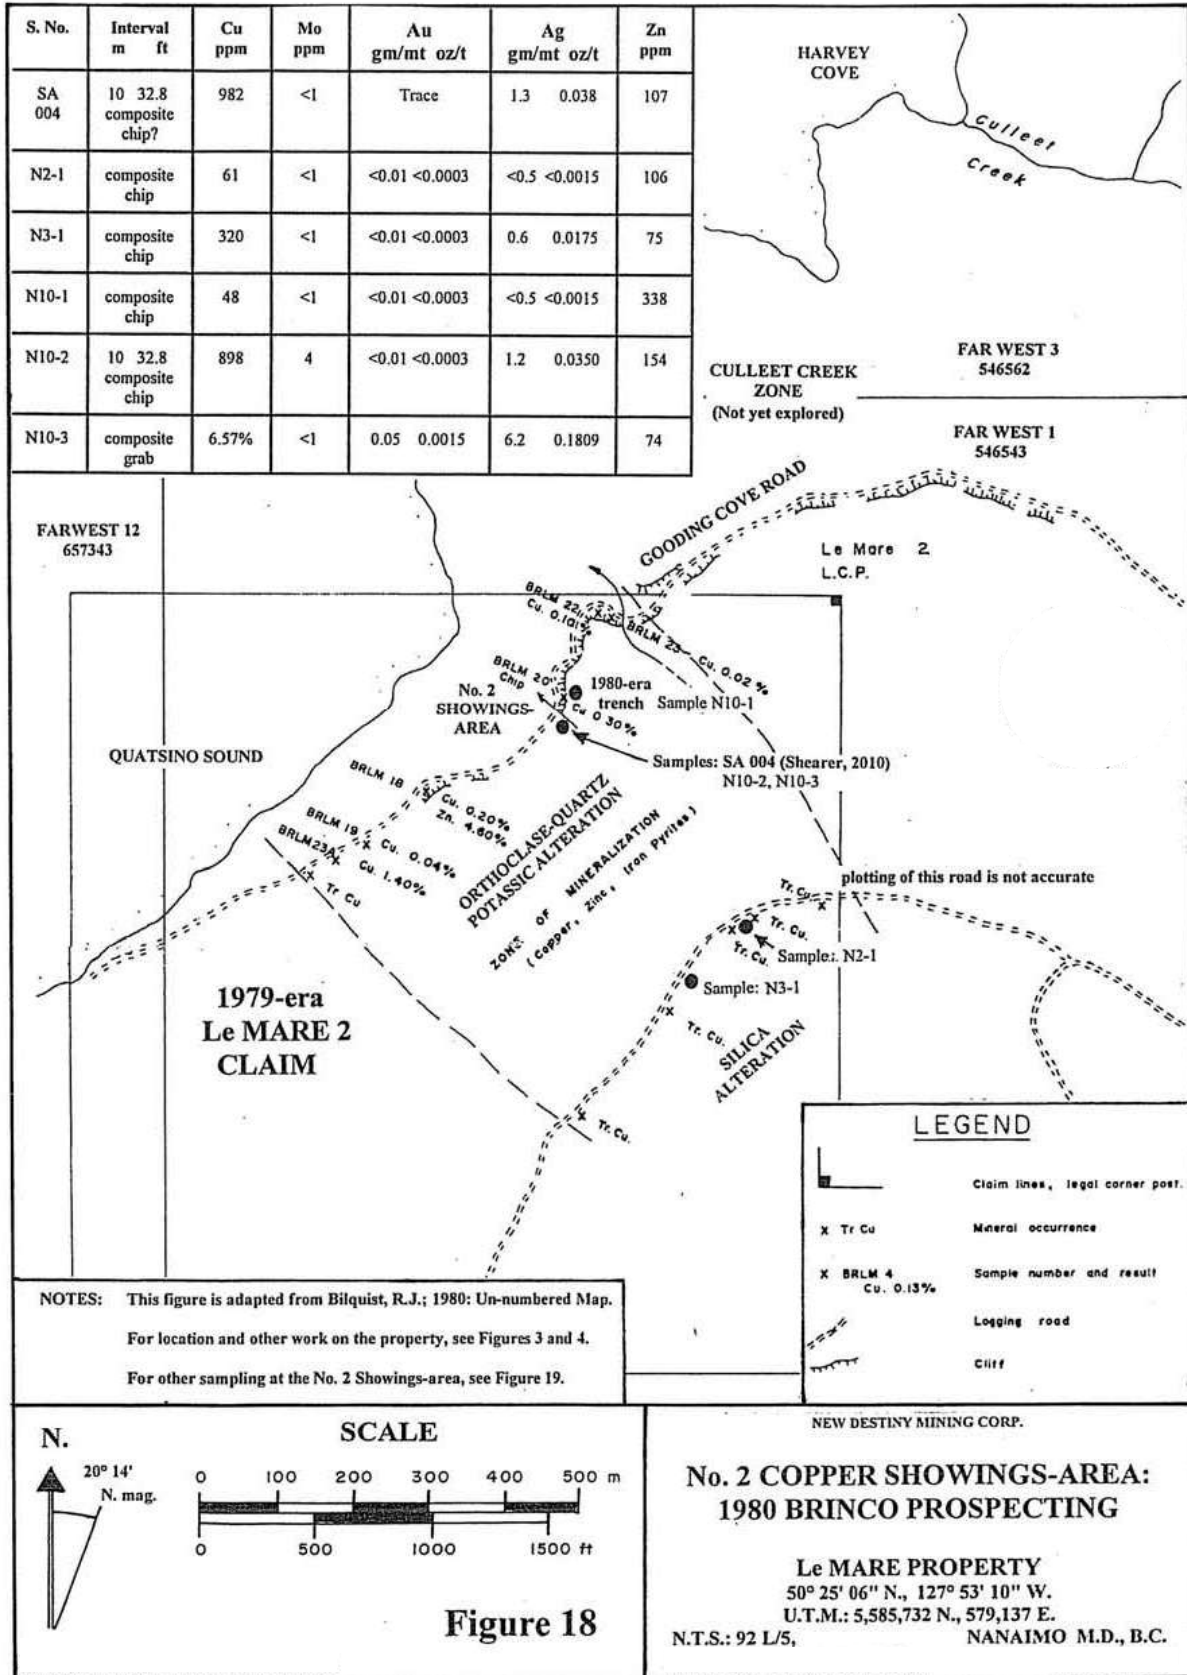 S. No. Interval Cu Mo Au Ag Zn
m ft ppm ppm gm/mt oz/t gm/mt oz/t ppm
SA 004 10 32.8 composite chip? 982 <1 Trace 1.3 0.038 107
N2-1 composite chip 61 <1 <0.01 <0.0003 <0.5 <0.0015 106
N3-1 composite chip 320 <1 <0.01 <0.0003 0.6 0.0175 75
N10-1 composite chip 48 <1 <0.01 <0.0003 <0.5 <0.0015 338
N10-2 10 32.8 composite chip 898 4 <0.01 <0.0003 1.2 0.0350 154
N10-3 composite grab 6.57% <1 0.05 0.0015 6.2 0.1809 74
HARVEY
COVE
Culleet
Creek
FAR WEST 3
546562
CULLEET CREEK
ZONE
(Not yet explored)
FAR WEST 1
546543
FARWEST 12
657343
GOODING COVE ROAD
Le Mare 2
L.C.P.
BRLM 22
Cu. 0.101%
BRLM 23
Cu. 0.02%
BRLM 20
Chip
Cu 0.30%
1980-era
trench
Sample N10-1
No. 2
SHOWINGS-
AREA
QUATSINO SOUND
Samples: SA 004 (Shearer, 2010)
N10-2, N10-3
BRLM 18
Cu. 0.20%
Zn. 4.60%
BRLM 19
Cu. 0.04%
BRLM23A
Cu. 1.40%
Tr Cu
ORTHOCLASE-QUARTZ
POTASSIC ALTERATION
ZONE OF MINERALIZATION
(Copper, Zinc, Iron Pyrites)
plotting of this road is not accurate
Tr. Cu.
Tr. Cu.
Tr. Cu.
Sample: N2-1
Sample: N3-1
Tr. Cu.
SILICA
ALTERATION
1979-era
Le MARE 2
CLAIM
Tr. Cu.
LEGEND
Claim lines, legal corner post.
x Tr Cu Mineral occurrence
x BRLM 4 Sample number and result
Cu. 0.13%
Logging road
Cliff
NOTES: This figure is adapted from Bilquist, R.J.; 1980: Un-numbered Map.
For location and other work on the property, see Figures 3 and 4.
For other sampling at the No. 2 Showings-area, see Figure 19.
N.
20° 14'
N. mag.
SCALE
0 100 200 300 400 500 m
0 500 1000 1500 ft
Figure 18
NEW DESTINY MINING CORP.
No. 2 COPPER SHOWINGS-AREA:
1980 BRINCO PROSPECTING
Le MARE PROPERTY
50° 25' 06" N., 127° 53' 10" W.
U.T.M.: 5,585,732 N., 579,137 E.
N.T.S.: 92 L/5, NANAIMO M.D., B.C.